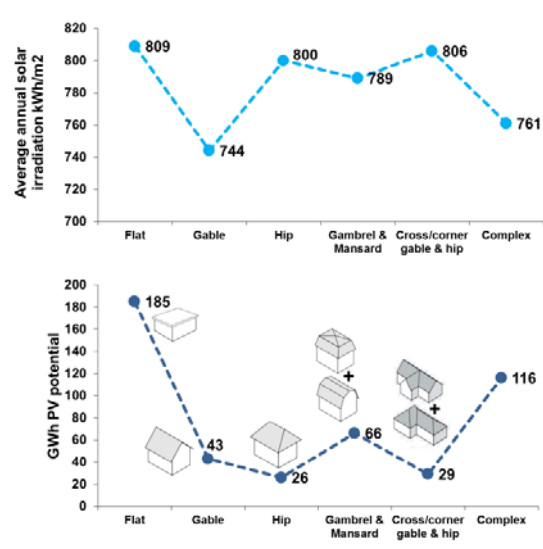 Average annual solar
irradiation kWh/m2
820
800
780
760
740
720
700
809
744
800
789
806
761
Flat
Gable
Hip
Gambrel &
Mansard
Cross/corner
gable & hip
Complex
GWh PV potential
200
180
160
140
120
100
80
60
40
20
0
185
43
26
+
66
+
29
116
Flat
Gable
Hip
Gambrel &
Mansard
Cross/corner
gable & hip
Complex